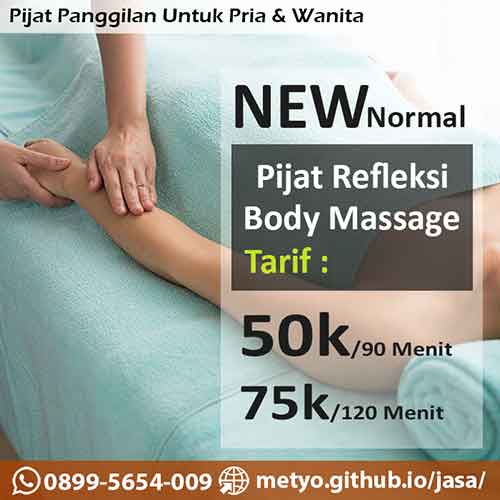 Pijat Panggilan Untuk Pria & Wanita
NEW Normal
Pijat Refleksi
Body Massage
Tarif :
50k/90 Menit
75k/120 Menit
0899-5654-009 metyo.github.io/jasa/